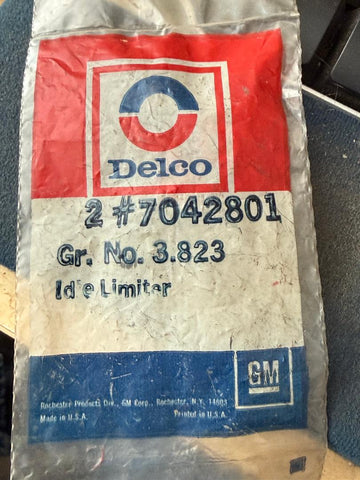 Delco
2 #7042801
Gr. No. 3.823
Idle Limiter
GM
Rochester Products Div., GM Corp., Rochester, N.Y. 14603
Made in U.S.A. Printed in U.S.A.